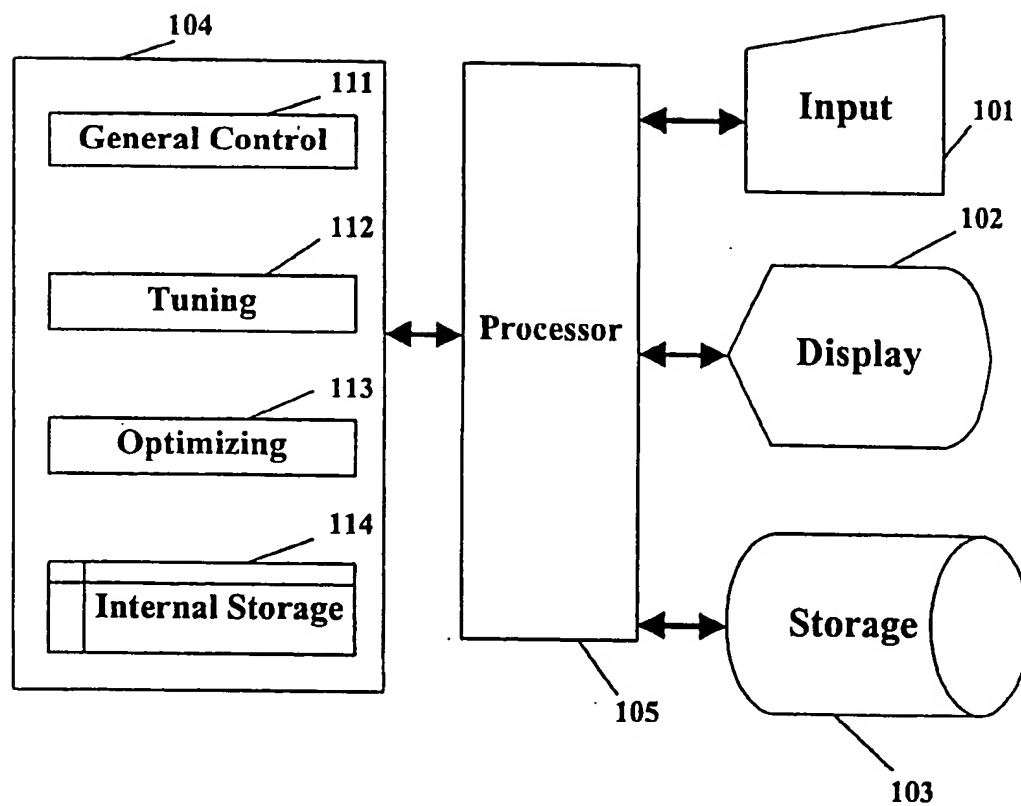 104
111
General Control
112
Tuning
113
Optimizing
114
Internal Storage
Processor
105
Input
101
102
Display
Storage
103